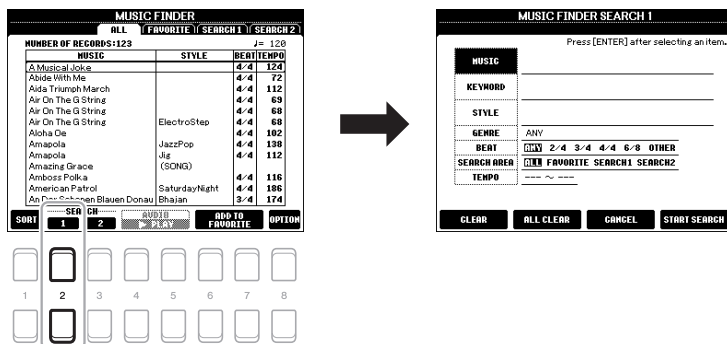 MUSIC FINDER
ALL FAVORITE SEARCH 1 SEARCH 2
NUMBER OF RECORDS:123 ♩= 120
MUSIC STYLE BEAT TEMPO
A Musical Joke 4/4 124
Abide With Me 4/4 72
Aida Triumph March 4/4 112
Air On The G String 4/4 69
Air On The G String 4/4 68
Air On The G String ElectroStep 4/4 68
Aloha Oe 4/4 102
Amapola JazzPop 4/4 138
Amapola Jig 4/4 112
Amazing Grace (SONG)
Amboss Polka 4/4 116
American Patrol SaturdayNight 4/4 186
An Der Schonen Blauen Donau Bhajan 3/4 174
SORT SEARCH 1 2 AUDIO ▶ PLAY ADD TO FAVORITE OPTION
1 2 3 4 5 6 7 8
MUSIC FINDER SEARCH 1
Press [ENTER] after selecting an item.
MUSIC
KEYWORD
STYLE
GENRE ANY
BEAT ANY 2/4 3/4 4/4 6/8 OTHER
SEARCH AREA ALL FAVORITE SEARCH1 SEARCH2
TEMPO --- ~ ---
CLEAR ALL CLEAR CANCEL START SEARCH